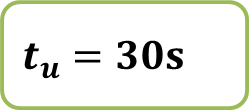 t_u = 30s